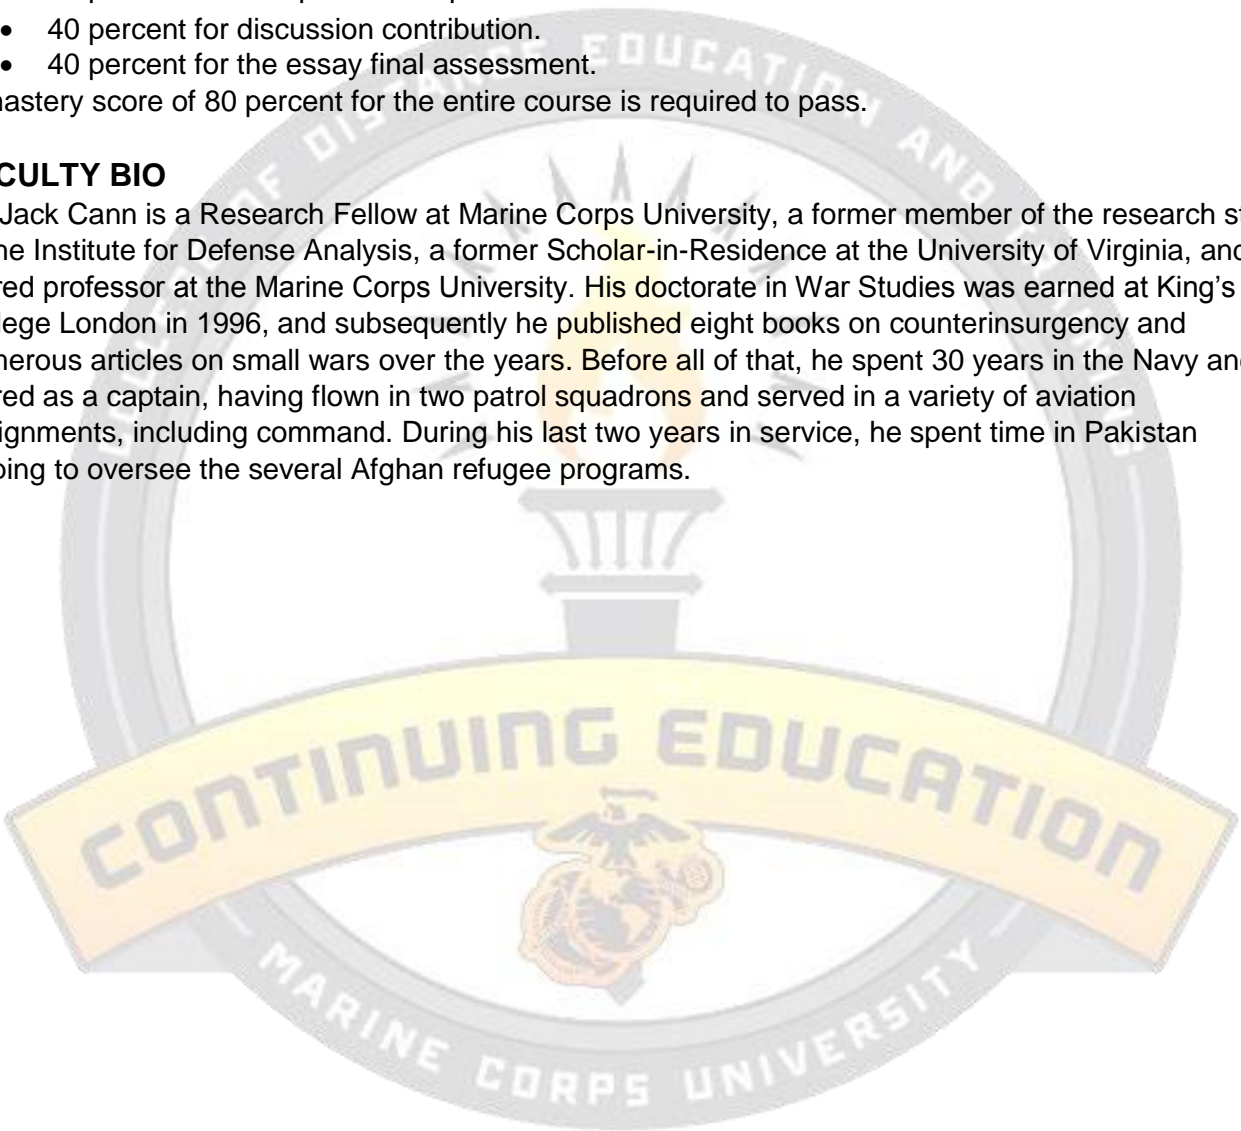 • 40 percent for discussion contribution.
• 40 percent for the essay final assessment.
mastery score of 80 percent for the entire course is required to pass.
CULTY BIO
Jack Cann is a Research Fellow at Marine Corps University, a former member of the research st
he Institute for Defense Analysis, a former Scholar-in-Residence at the University of Virginia, and
red professor at the Marine Corps University. His doctorate in War Studies was earned at King’s
lege London in 1996, and subsequently he published eight books on counterinsurgency and
nerous articles on small wars over the years. Before all of that, he spent 30 years in the Navy and
red as a captain, having flown in two patrol squadrons and served in a variety of aviation
ignments, including command. During his last two years in service, he spent time in Pakistan
ping to oversee the several Afghan refugee programs.
COLLEGE OF DISTANCE EDUCATION AND TRAINING
CONTINUING EDUCATION
MARINE CORPS UNIVERSITY